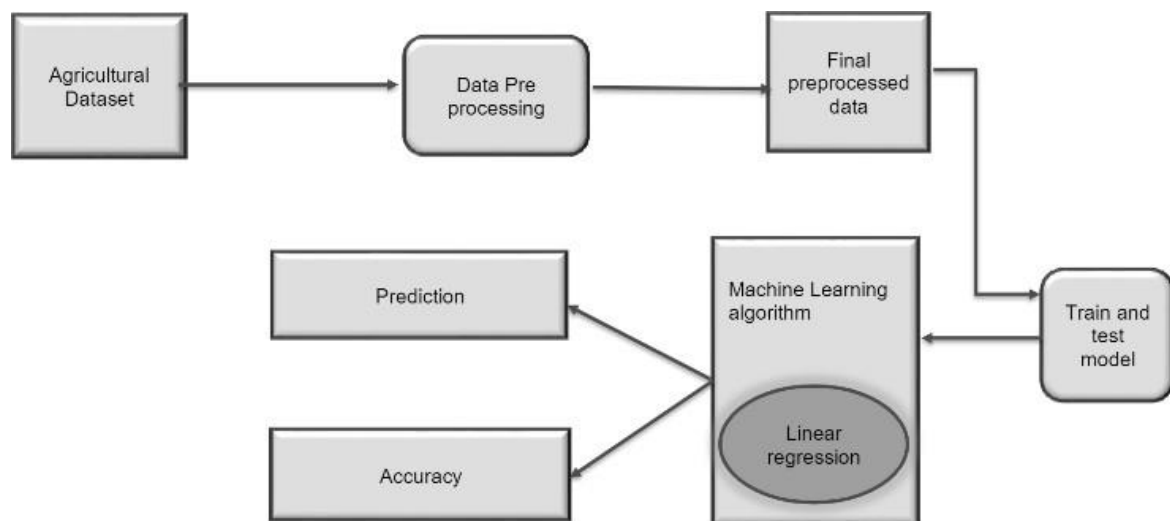 Agricultural
Dataset
Data Pre
processing
Final
preprocessed
data
Train and
test
model
Machine Learning
algorithm
Linear
regression
Prediction
Accuracy